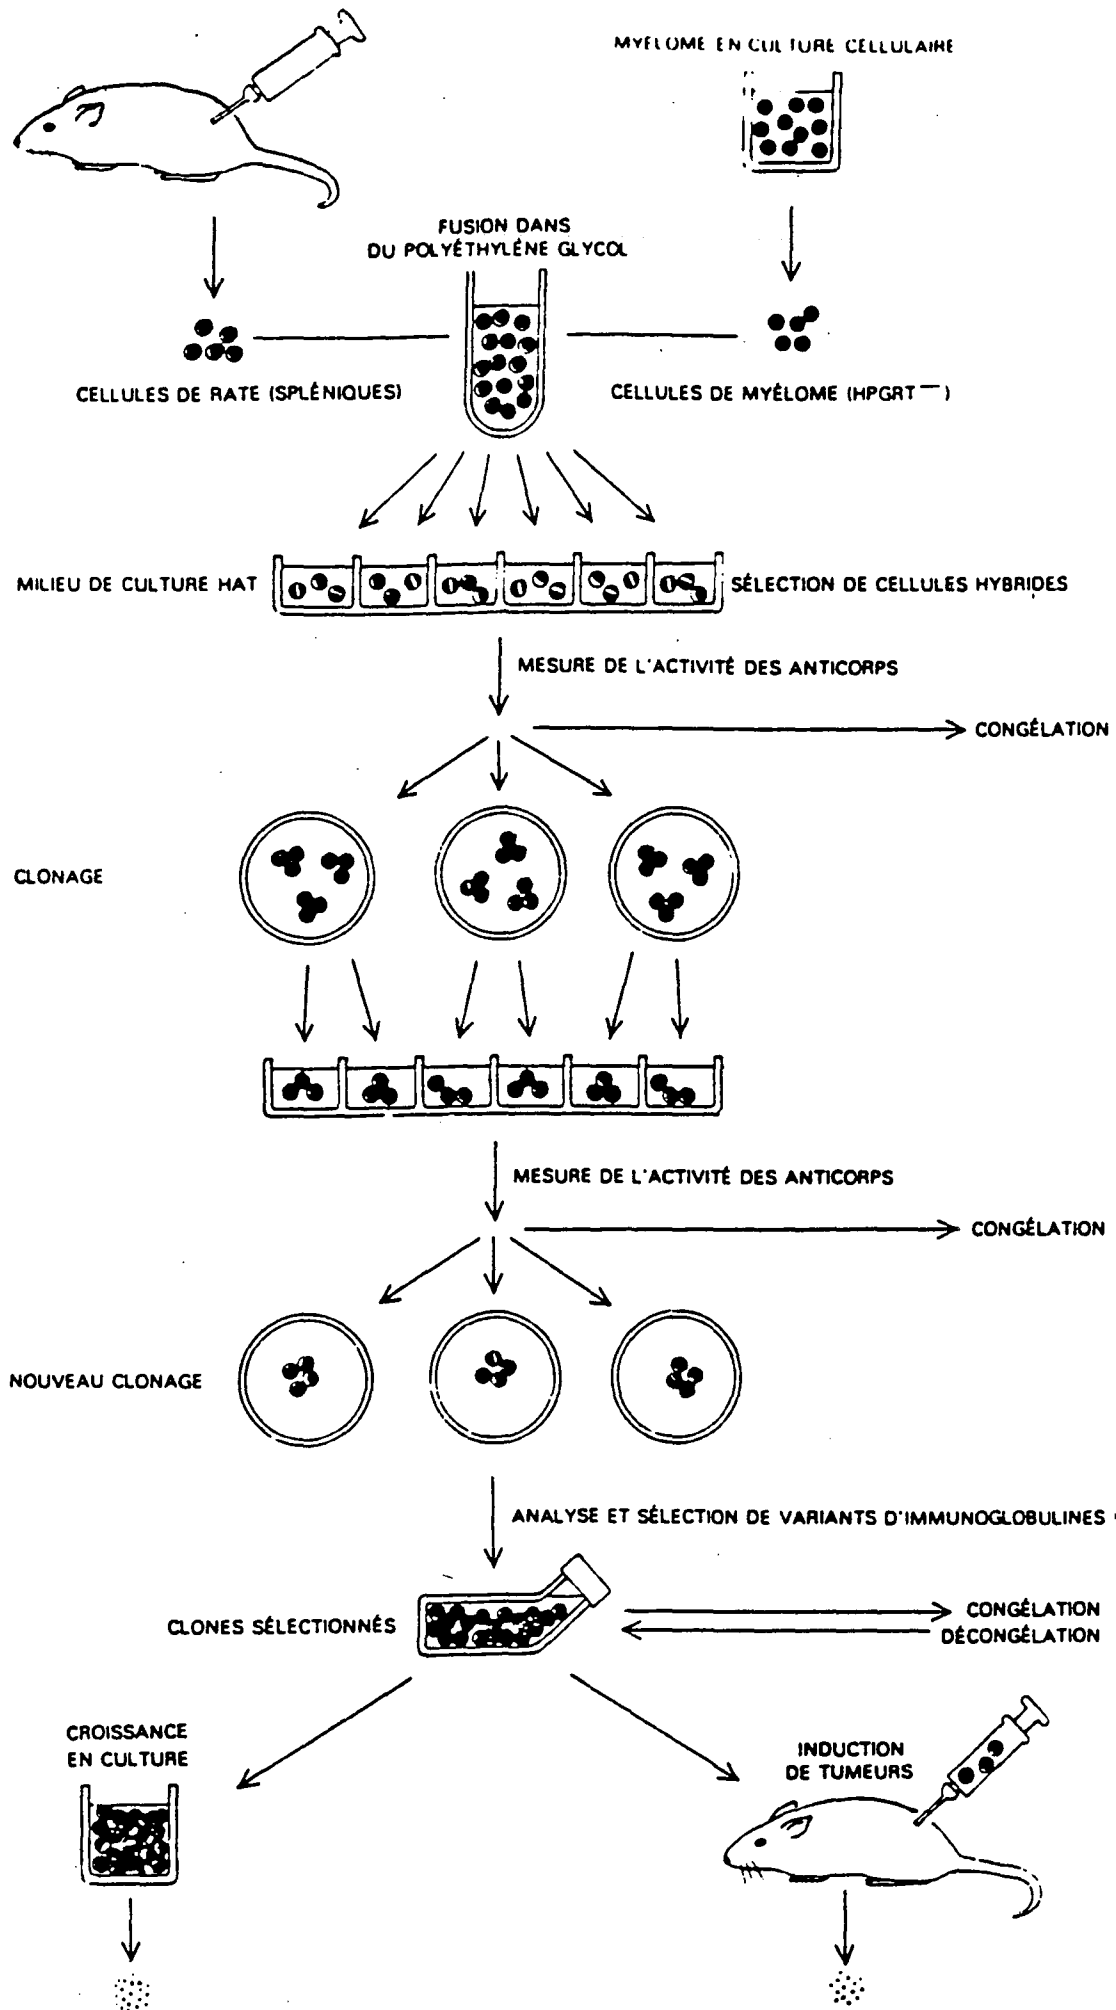 MYÉLOME EN CULTURE CELLULAIRE
FUSION DANS
DU POLYÉTHYLÉNE GLYCOL
CELLULES DE RATE (SPLÉNIQUES)
CELLULES DE MYÉLOME (HPGRT—)
MILIEU DE CULTURE HAT
SÉLECTION DE CELLULES HYBRIDES
MESURE DE L'ACTIVITÉ DES ANTICORPS
CONGÉLATION
CLONAGE
MESURE DE L'ACTIVITÉ DES ANTICORPS
CONGÉLATION
NOUVEAU CLONAGE
ANALYSE ET SÉLECTION DE VARIANTS D'IMMUNOGLOBULINES
CLONES SÉLECTIONNÉS
CONGÉLATION
DÉCONGÉLATION
CROISSANCE
EN CULTURE
INDUCTION
DE TUMEURS